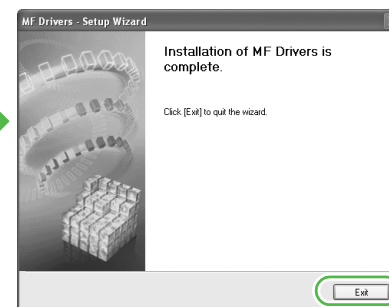 MF Drivers - Setup Wizard
Installation of MF Drivers is
complete.
Click [Exit] to quit the wizard.
Exit